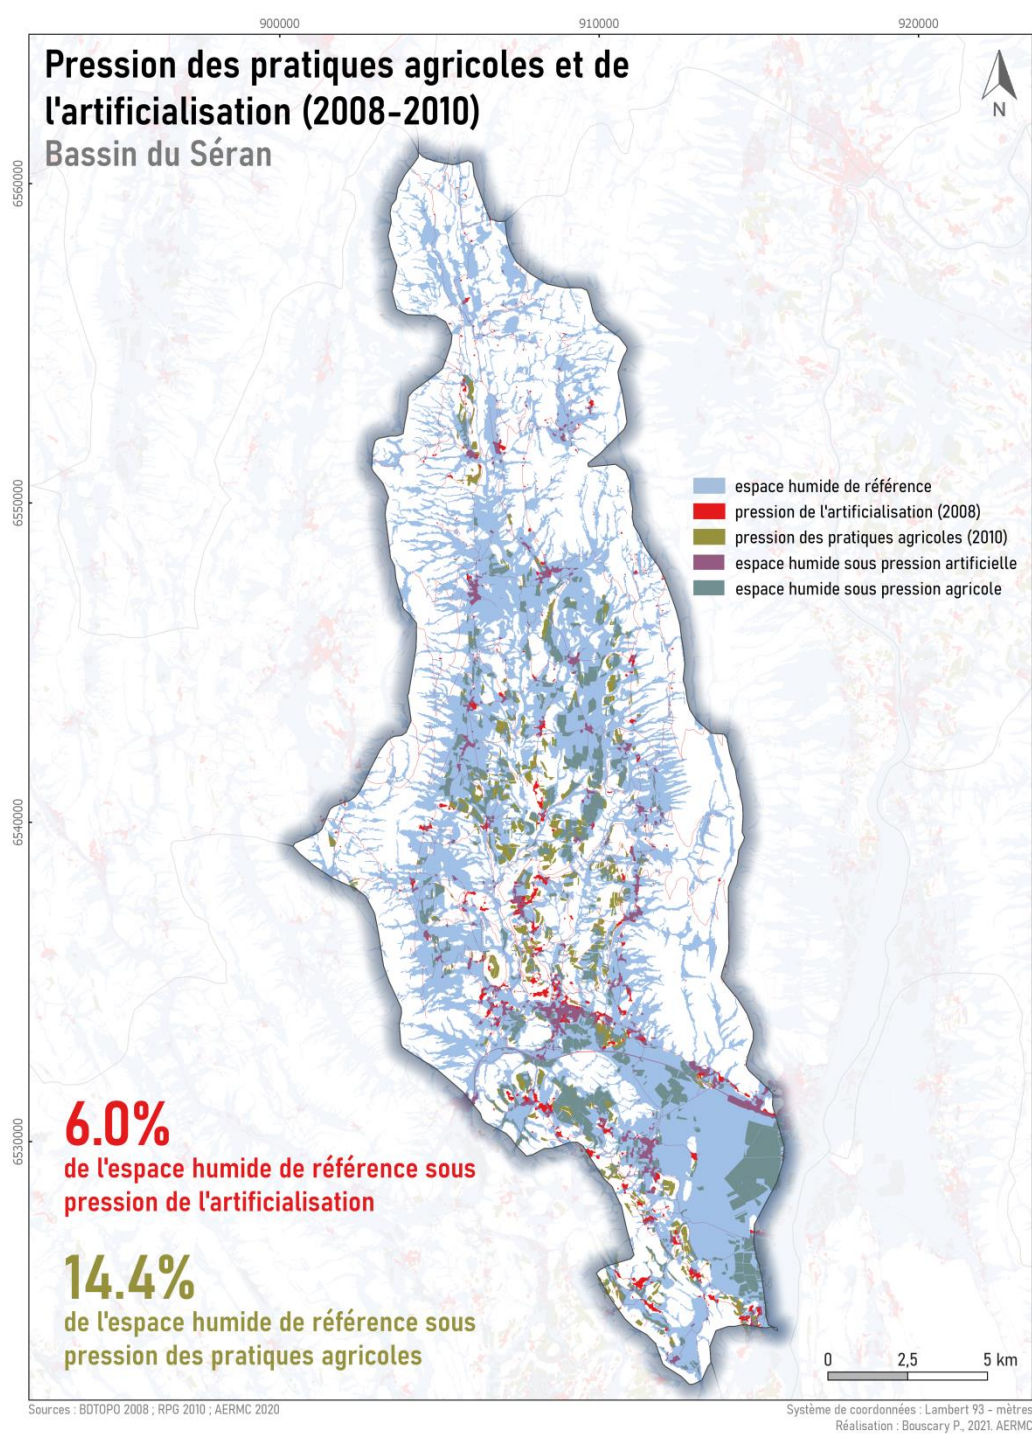 900000
910000
920000
Pression des pratiques agricoles et de
l'artificialisation (2008-2010)
Bassin du Séran
N
6560000
6550000
6540000
6530000
espace humide de référence
pression de l'artificialisation (2008)
pression des pratiques agricoles (2010)
espace humide sous pression artificielle
espace humide sous pression agricole
6.0%
de l'espace humide de référence sous
pression de l'artificialisation
14.4%
de l'espace humide de référence sous
pression des pratiques agricoles
0 2,5 5 km
Sources : BDTOPO 2008 ; RPG 2010 ; AERMC 2020
Système de coordonnées : Lambert 93 - mètres
Réalisation : Bouscary P., 2021. AERMC